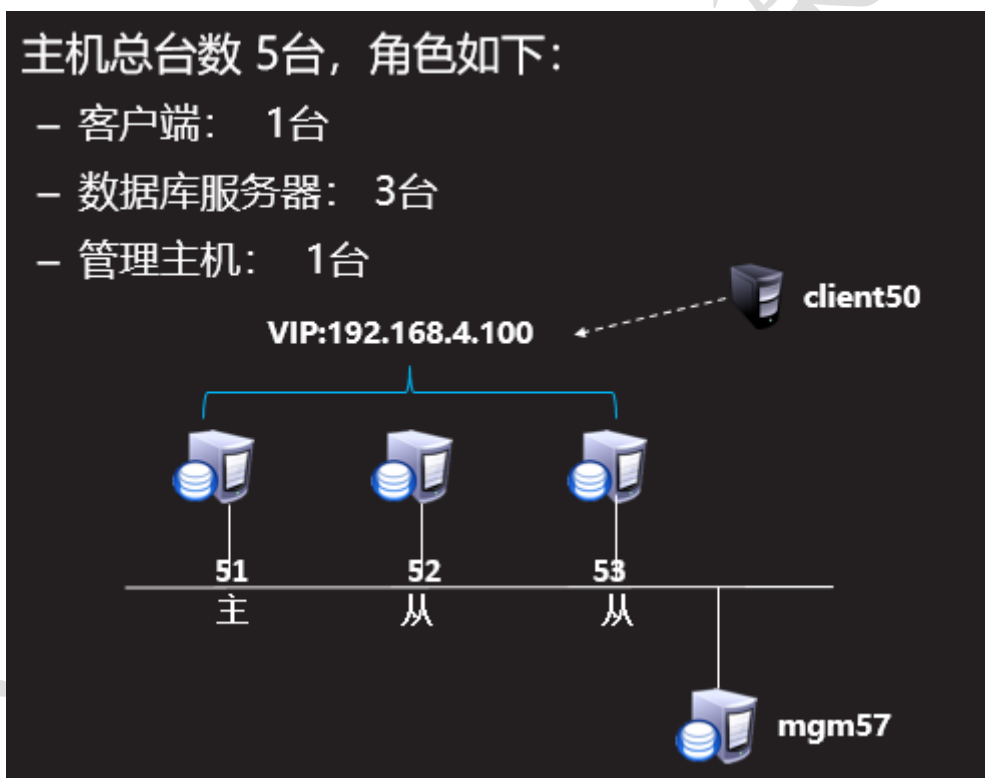 主机总台数 5台，角色如下：
– 客户端： 1台
– 数据库服务器： 3台
– 管理主机： 1台
client50
VIP:192.168.4.100
51 52 53
主 从 从
mgm57